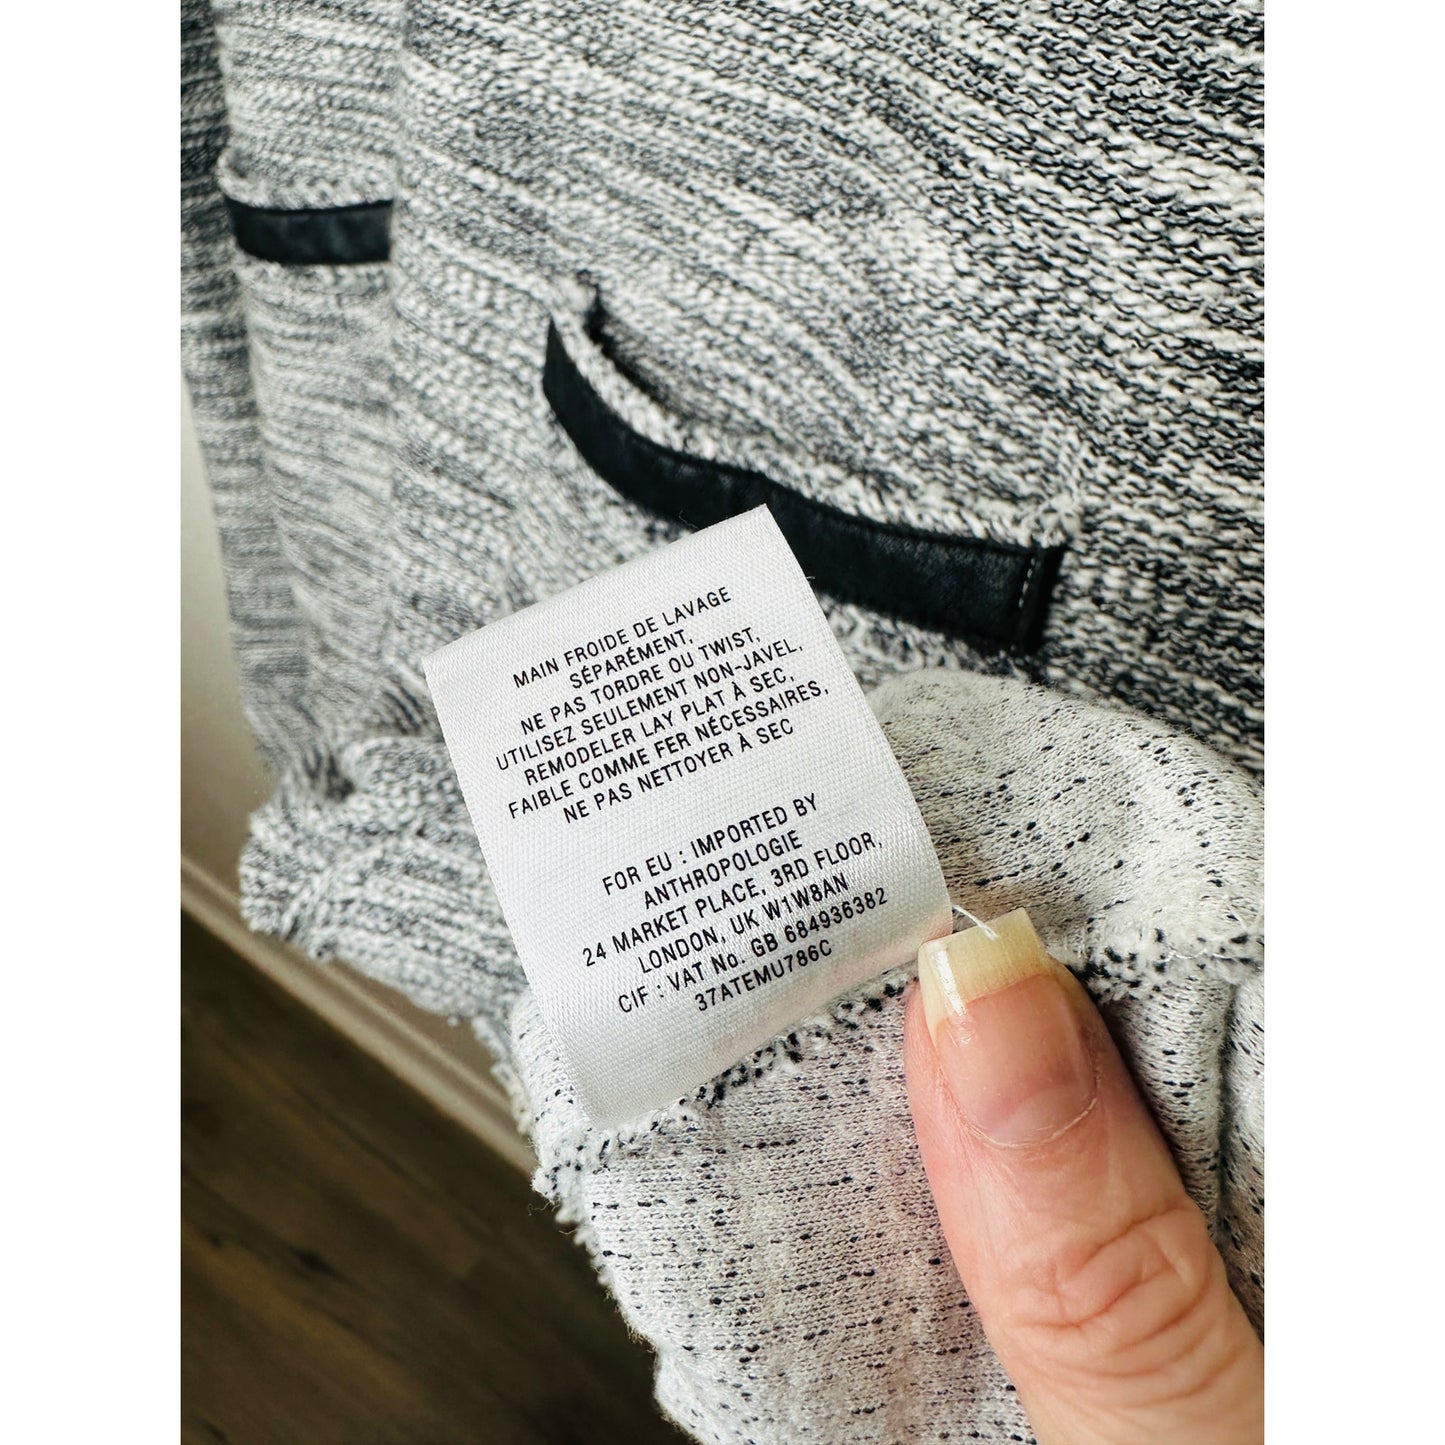 MAIN FROIDE DE LAVAGE
SÉPARÉMENT,
NE PAS TORDRE OU TWIST,
UTILISEZ SEULEMENT NON-JAVEL,
REMODELER LAY PLAT À SEC,
FAIBLE COMME FER NÉCESSAIRES,
NE PAS NETTOYER À SEC
FOR EU : IMPORTED BY
ANTHROPOLOGIE
24 MARKET PLACE, 3RD FLOOR,
LONDON, UK W1W8AN
CIF : VAT No. GB 684936382
37ATEMU786C